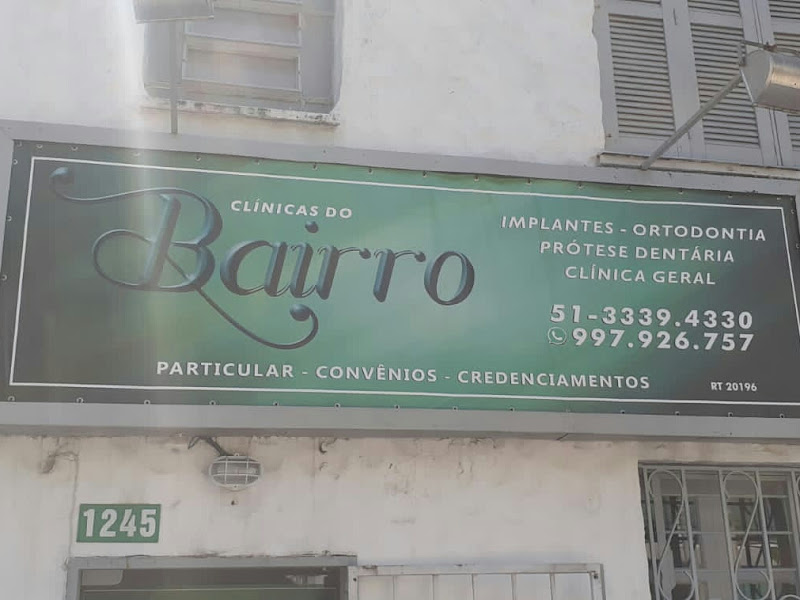 CLÍNICAS DO
Bairro
IMPLANTES - ORTODONTIA
PRÓTESE DENTÁRIA
CLÍNICA GERAL
51-3339.4330
997.926.757
PARTICULAR - CONVÊNIOS - CREDENCIAMENTOS
RT 20196
1245